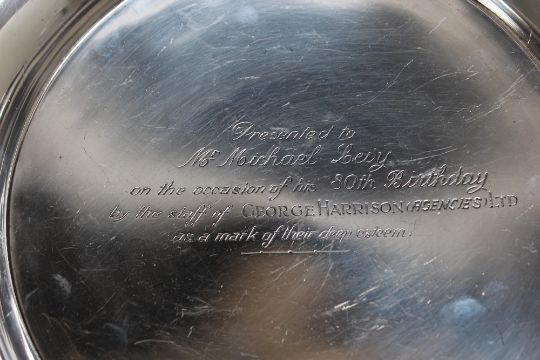 Presented to
Mr Michael Levy
on the occasion of his 80th Birthday
by the staff of GEORGE HARRISON (AGENCIES) LTD
as a mark of their deep esteem.